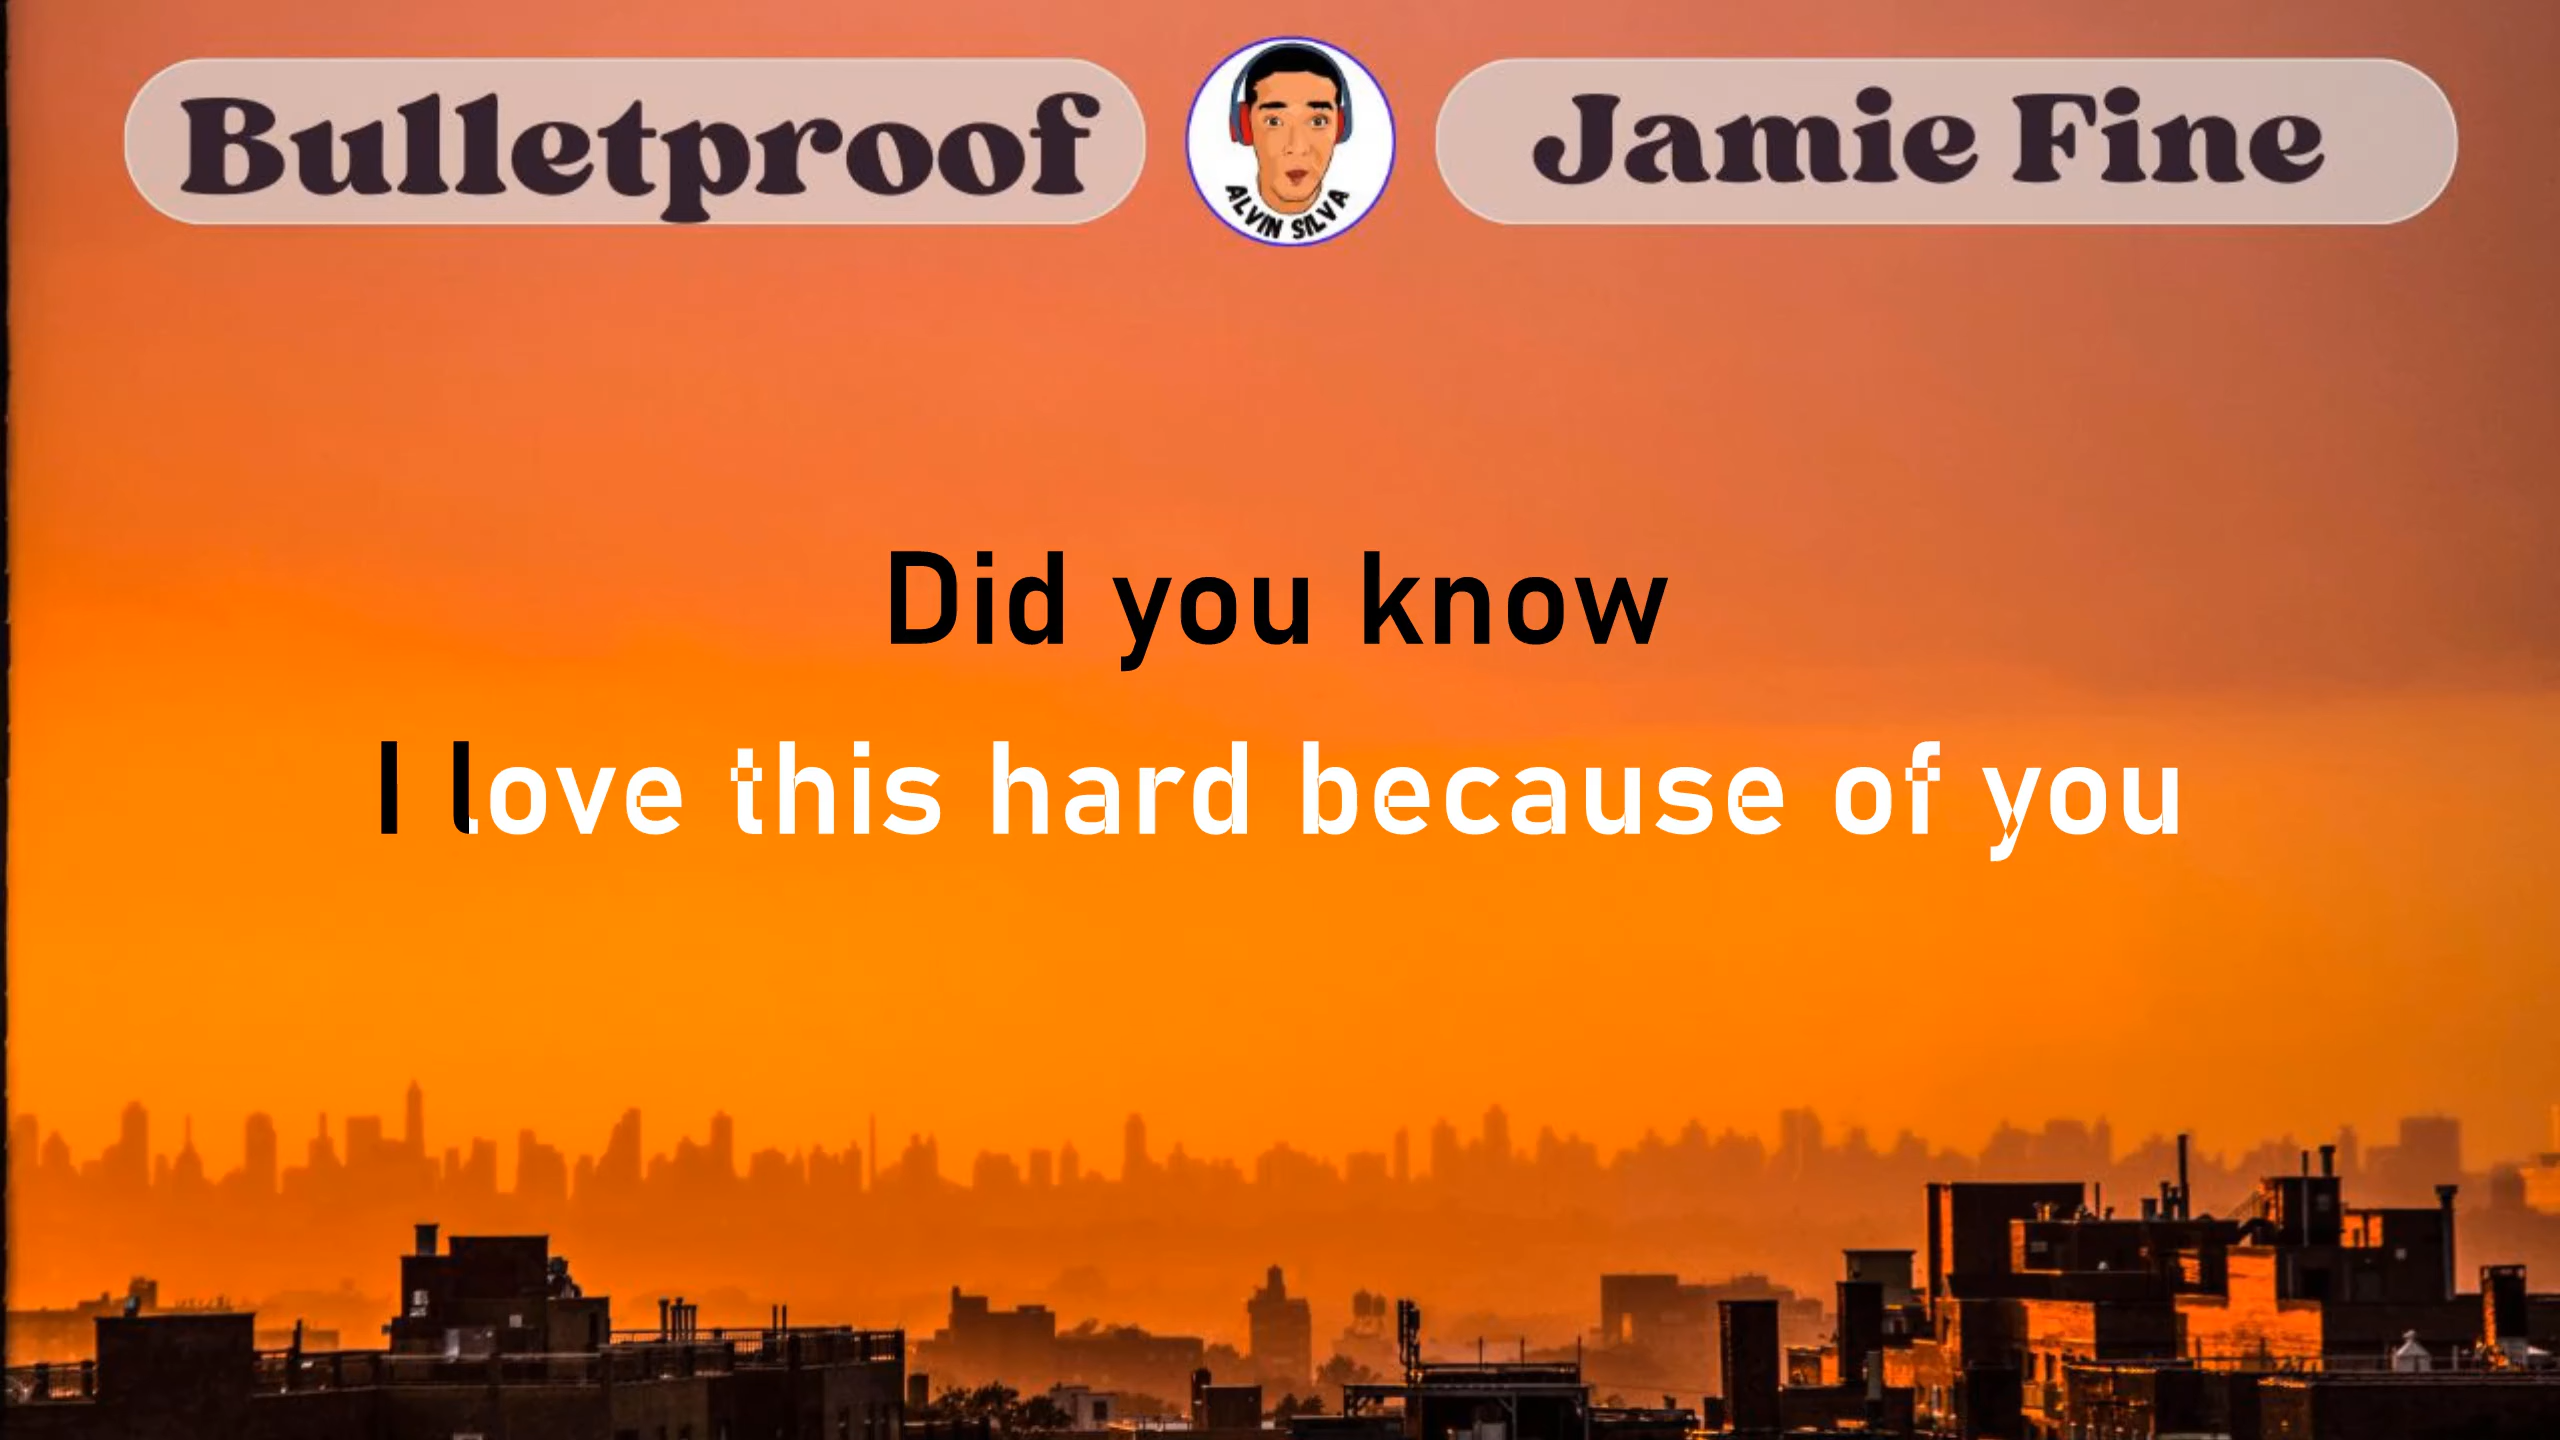 Bulletproof
ALVIN SILVA
Jamie Fine
Did you know
I love this hard because of you